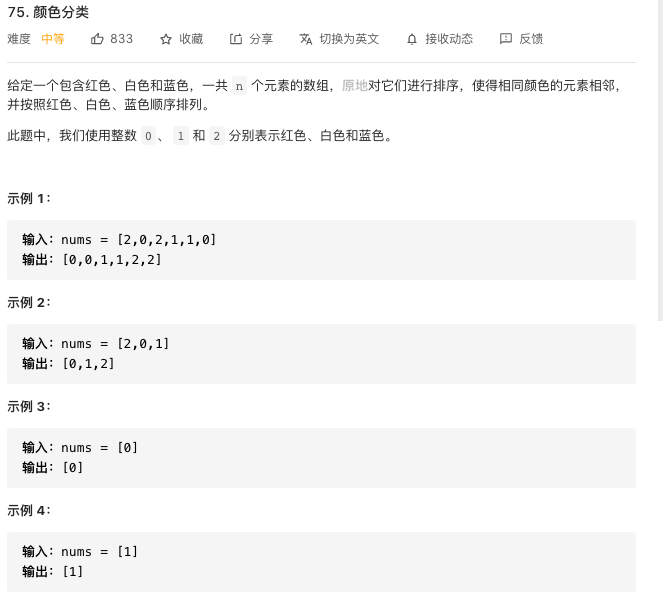 75. 颜色分类
难度 中等 833 收藏 分享 切换为英文 接收动态 反馈
给定一个包含红色、白色和蓝色，一共 n 个元素的数组，原地对它们进行排序，使得相同颜色的元素相邻，
并按照红色、白色、蓝色顺序排列。
此题中，我们使用整数 0 、 1 和 2 分别表示红色、白色和蓝色。
示例 1：
输入：nums = [2,0,2,1,1,0]
输出：[0,0,1,1,2,2]
示例 2：
输入：nums = [2,0,1]
输出：[0,1,2]
示例 3：
输入：nums = [0]
输出：[0]
示例 4：
输入：nums = [1]
输出：[1]